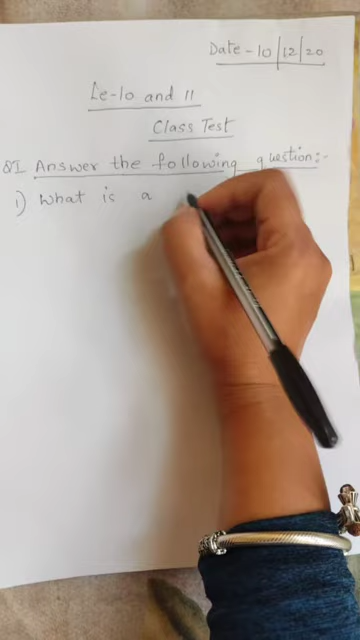 Date - 10/12/20
Le-10 and 11
Class Test
Q1 Answer the following question:-
1) What is a